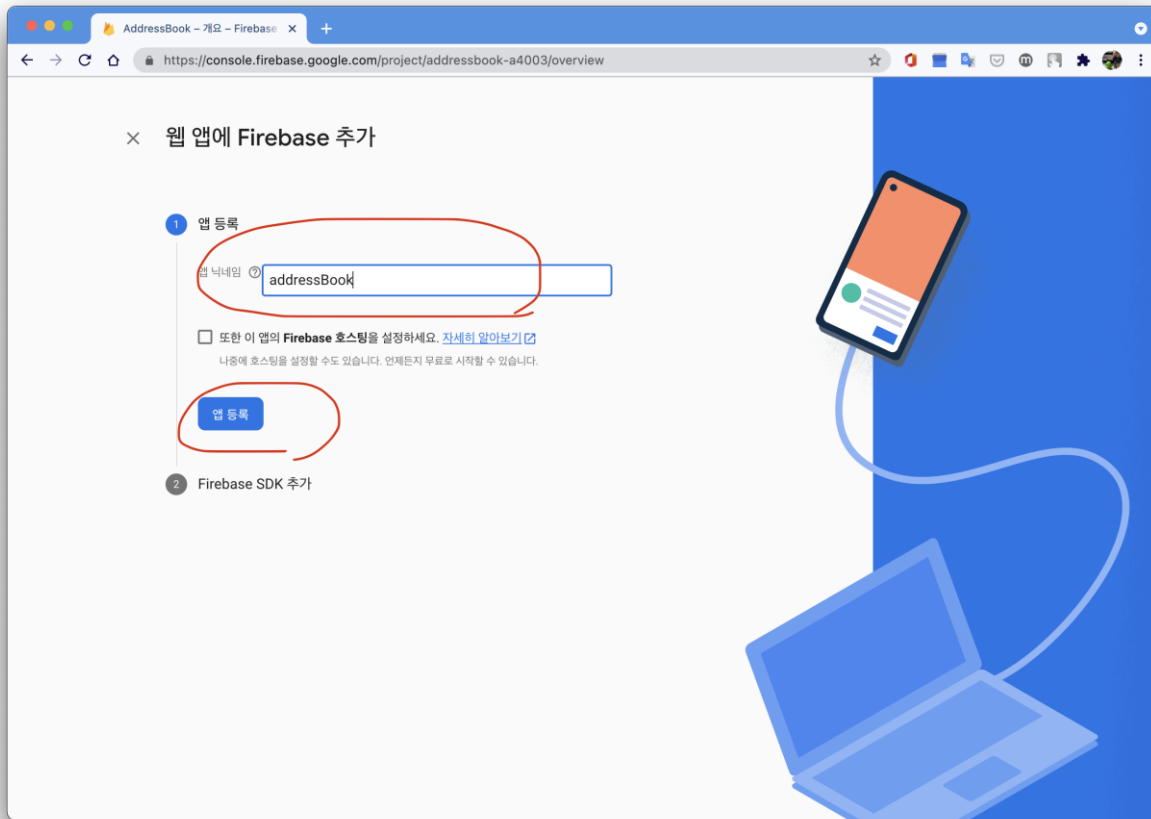 AddressBook – 개요 – Firebase
https://console.firebase.google.com/project/addressbook-a4003/overview
웹 앱에 Firebase 추가
1 앱 등록
앱 닉네임 addressBook
또한 이 앱의 Firebase 호스팅을 설정하세요. 자세히 알아보기
나중에 호스팅을 설정할 수도 있습니다. 언제든지 무료로 시작할 수 있습니다.
앱 등록
2 Firebase SDK 추가